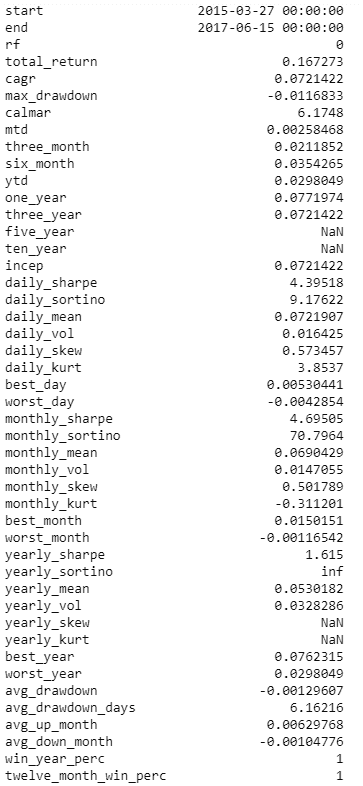 start 2015-03-27 00:00:00
end 2017-06-15 00:00:00
rf 0
total_return 0.167273
cagr 0.0721422
max_drawdown -0.0116833
calmar 6.1748
mtd 0.00258468
three_month 0.0211852
six_month 0.0354265
ytd 0.0298049
one_year 0.0771974
three_year 0.0721422
five_year NaN
ten_year NaN
incep 0.0721422
daily_sharpe 4.39518
daily_sortino 9.17622
daily_mean 0.0721907
daily_vol 0.016425
daily_skew 0.573457
daily_kurt 3.8537
best_day 0.00530441
worst_day -0.0042854
monthly_sharpe 4.69505
monthly_sortino 70.7964
monthly_mean 0.0690429
monthly_vol 0.0147055
monthly_skew 0.501789
monthly_kurt -0.311201
best_month 0.0150151
worst_month -0.00116542
yearly_sharpe 1.615
yearly_sortino inf
yearly_mean 0.0530182
yearly_vol 0.0328286
yearly_skew NaN
yearly_kurt NaN
best_year 0.0762315
worst_year 0.0298049
avg_drawdown -0.00129607
avg_drawdown_days 6.16216
avg_up_month 0.00629768
avg_down_month -0.00104776
win_year_perc 1
twelve_month_win_perc 1